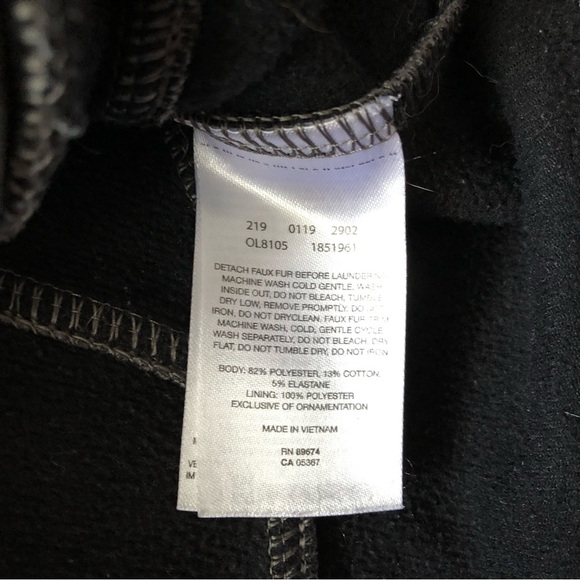 219 0119 2902
OL8105 1851961
DETACH FAUX FUR BEFORE LAUNDERING
MACHINE WASH COLD GENTLE, WASH
INSIDE OUT, DO NOT BLEACH, TUMBLE
DRY LOW, REMOVE PROMPTLY, DO NOT
IRON, DO NOT DRYCLEAN. FAUX FUR TRIM
MACHINE WASH, COLD, GENTLE CYCLE
WASH SEPARATELY, DO NOT BLEACH, DRY
FLAT, DO NOT TUMBLE DRY, DO NOT IRON
BODY: 82% POLYESTER, 13% COTTON,
5% ELASTANE
LINING: 100% POLYESTER
EXCLUSIVE OF ORNAMENTATION
MADE IN VIETNAM
RN 89674
CA 05367
VE
IM